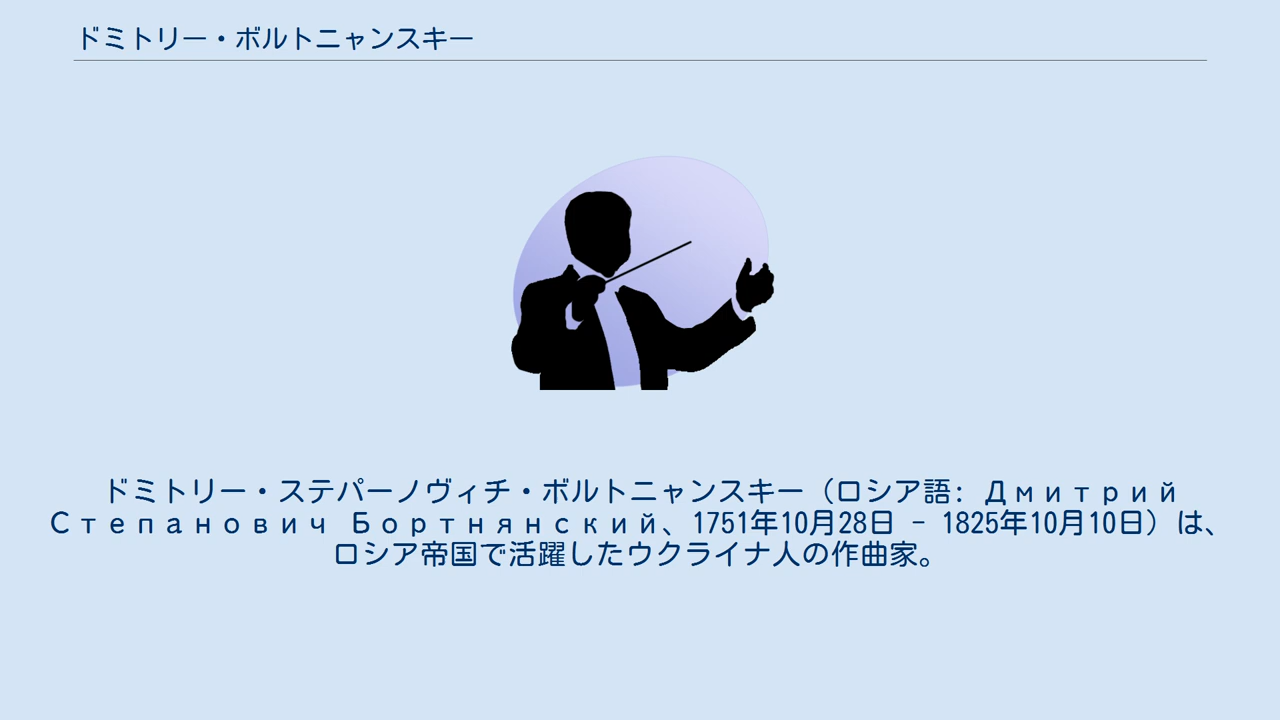 ドミトリー・ボルトニャンスキー
ドミトリー・ステパーノヴィチ・ボルトニャンスキー（ロシア語: Дмитрий
Степанович Бортнянский、1751年10月28日 - 1825年10月10日）は、
ロシア帝国で活躍したウクライナ人の作曲家。